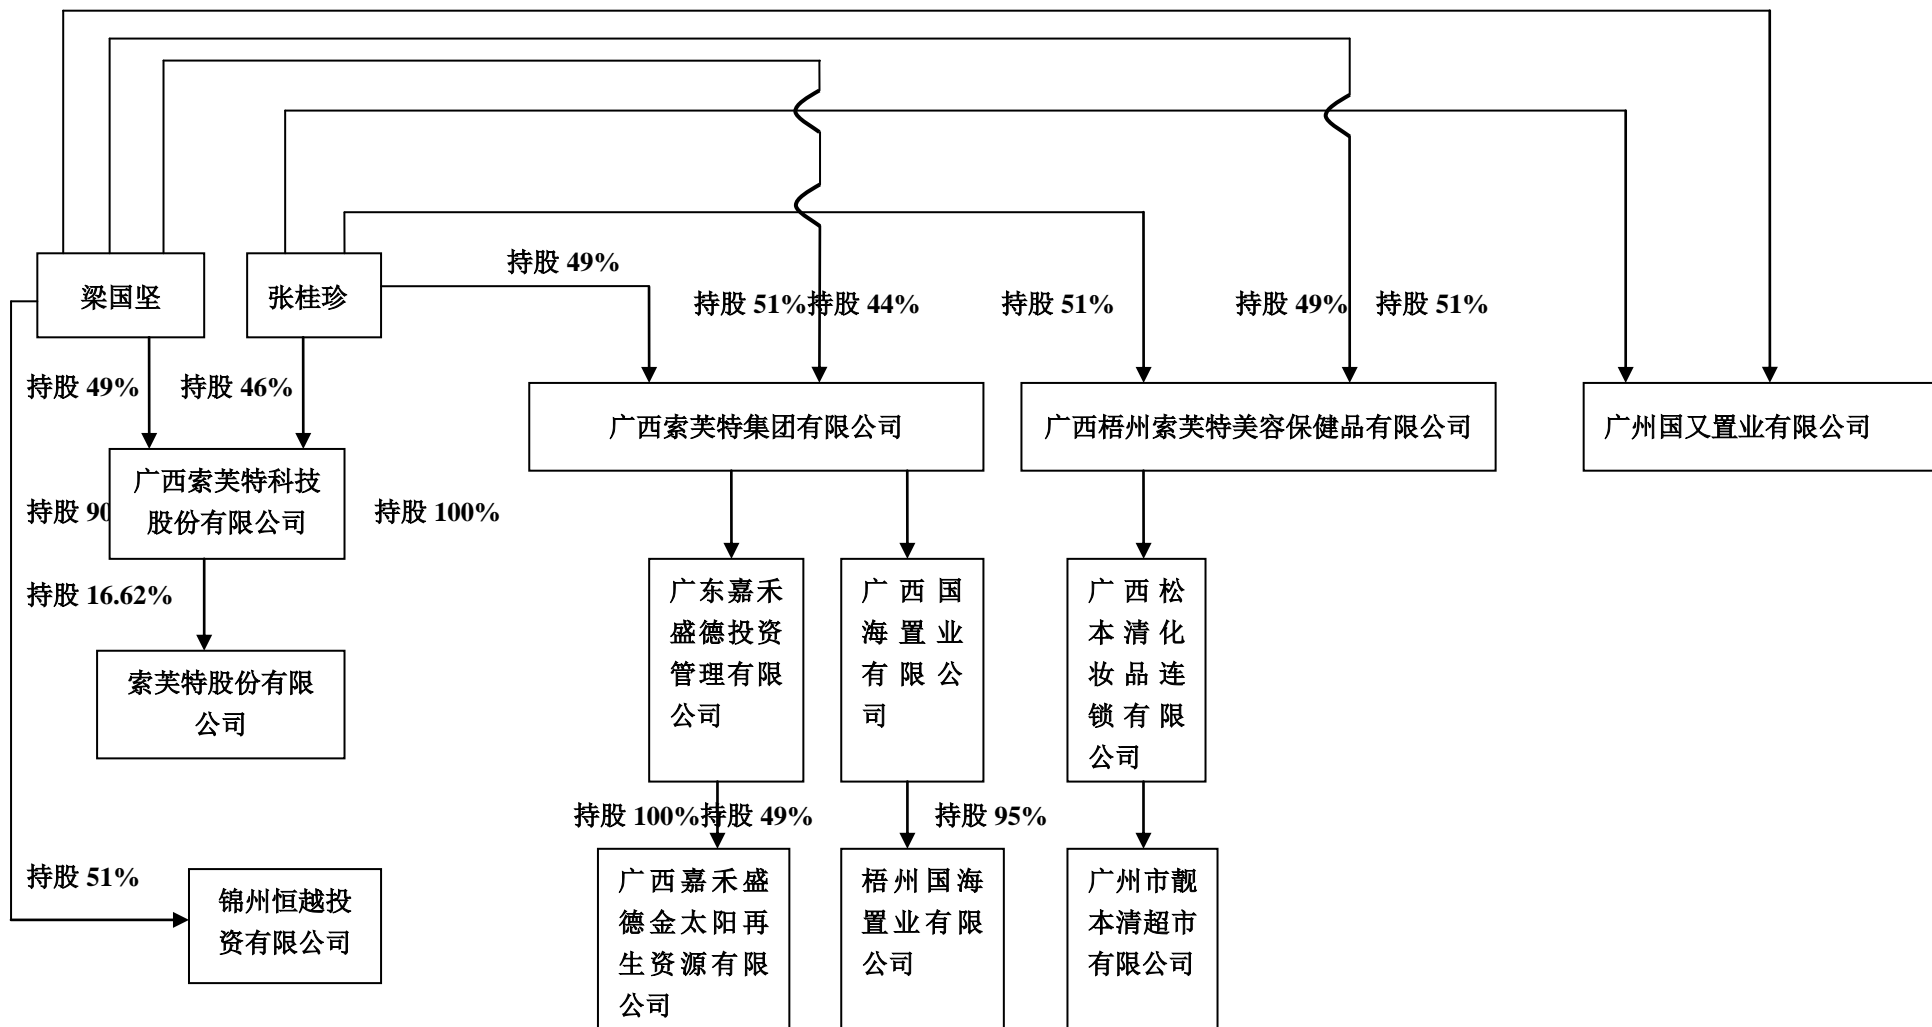 持股 49%
梁国坚
张桂珍
持股 51%
持股 44%
持股 51%
持股 49%
持股 51%
持股 49%
持股 46%
广西索芙特集团有限公司
广西梧州索芙特美容保健品有限公司
广州国又置业有限公司
广西索芙特科技
股份有限公司
持股 90
持股 100%
持股 16.62%
索芙特股份有限
公司
广东嘉禾
盛德投资
管理有限
公司
广西国
海置业
有限公
司
广西松
本清化
妆品连
锁有限
公司
持股 100%
持股 49%
持股 95%
持股 51%
锦州恒越投
资有限公司
广西嘉禾盛
德金太阳再
生资源有限
公司
梧州国海
置业有限
公司
广州市靓
本清超市
有限公司